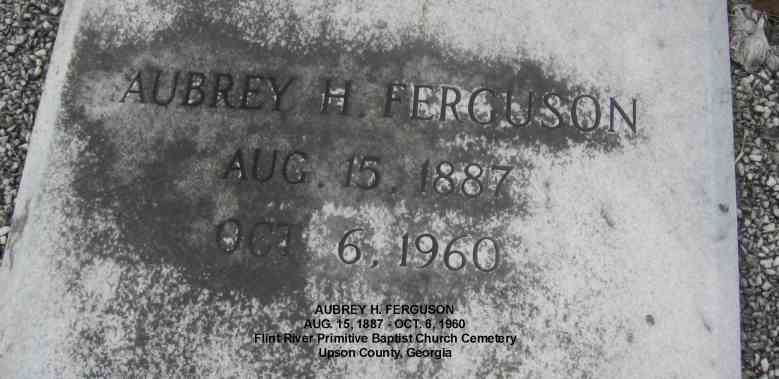 AUBREY H. FERGUSON
AUG. 15, 1887
OCT. 6, 1960
AUBREY H. FERGUSON
AUG. 15, 1887 - OCT. 6, 1960
Flint River Primitive Baptist Church Cemetery
Upson County, Georgia